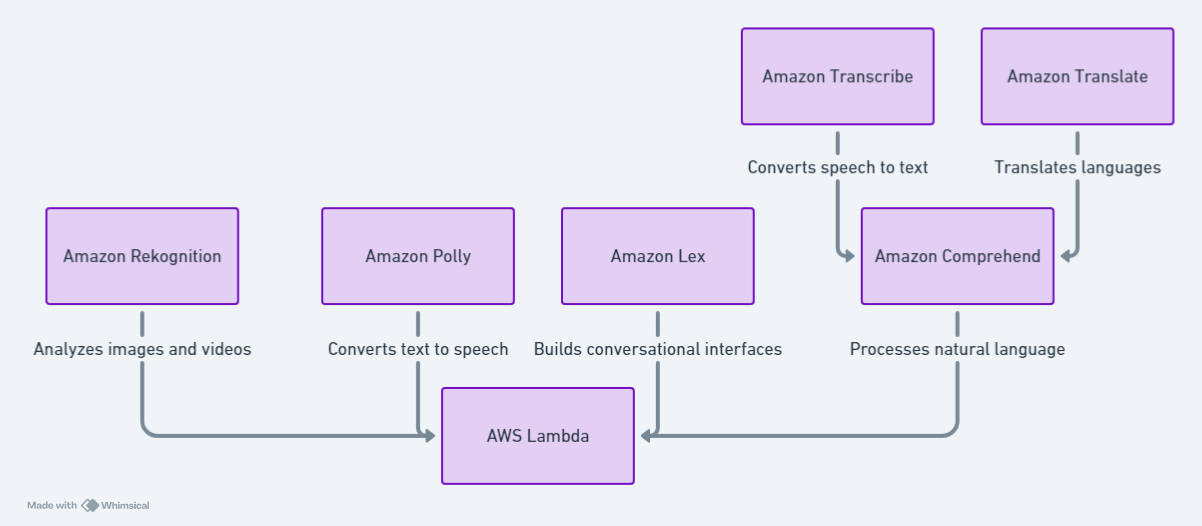 Amazon Transcribe
Amazon Translate
Converts speech to text
Translates languages
Amazon Rekognition
Amazon Polly
Amazon Lex
Amazon Comprehend
Analyzes images and videos
Converts text to speech
Builds conversational interfaces
Processes natural language
AWS Lambda
Made with Whimsical